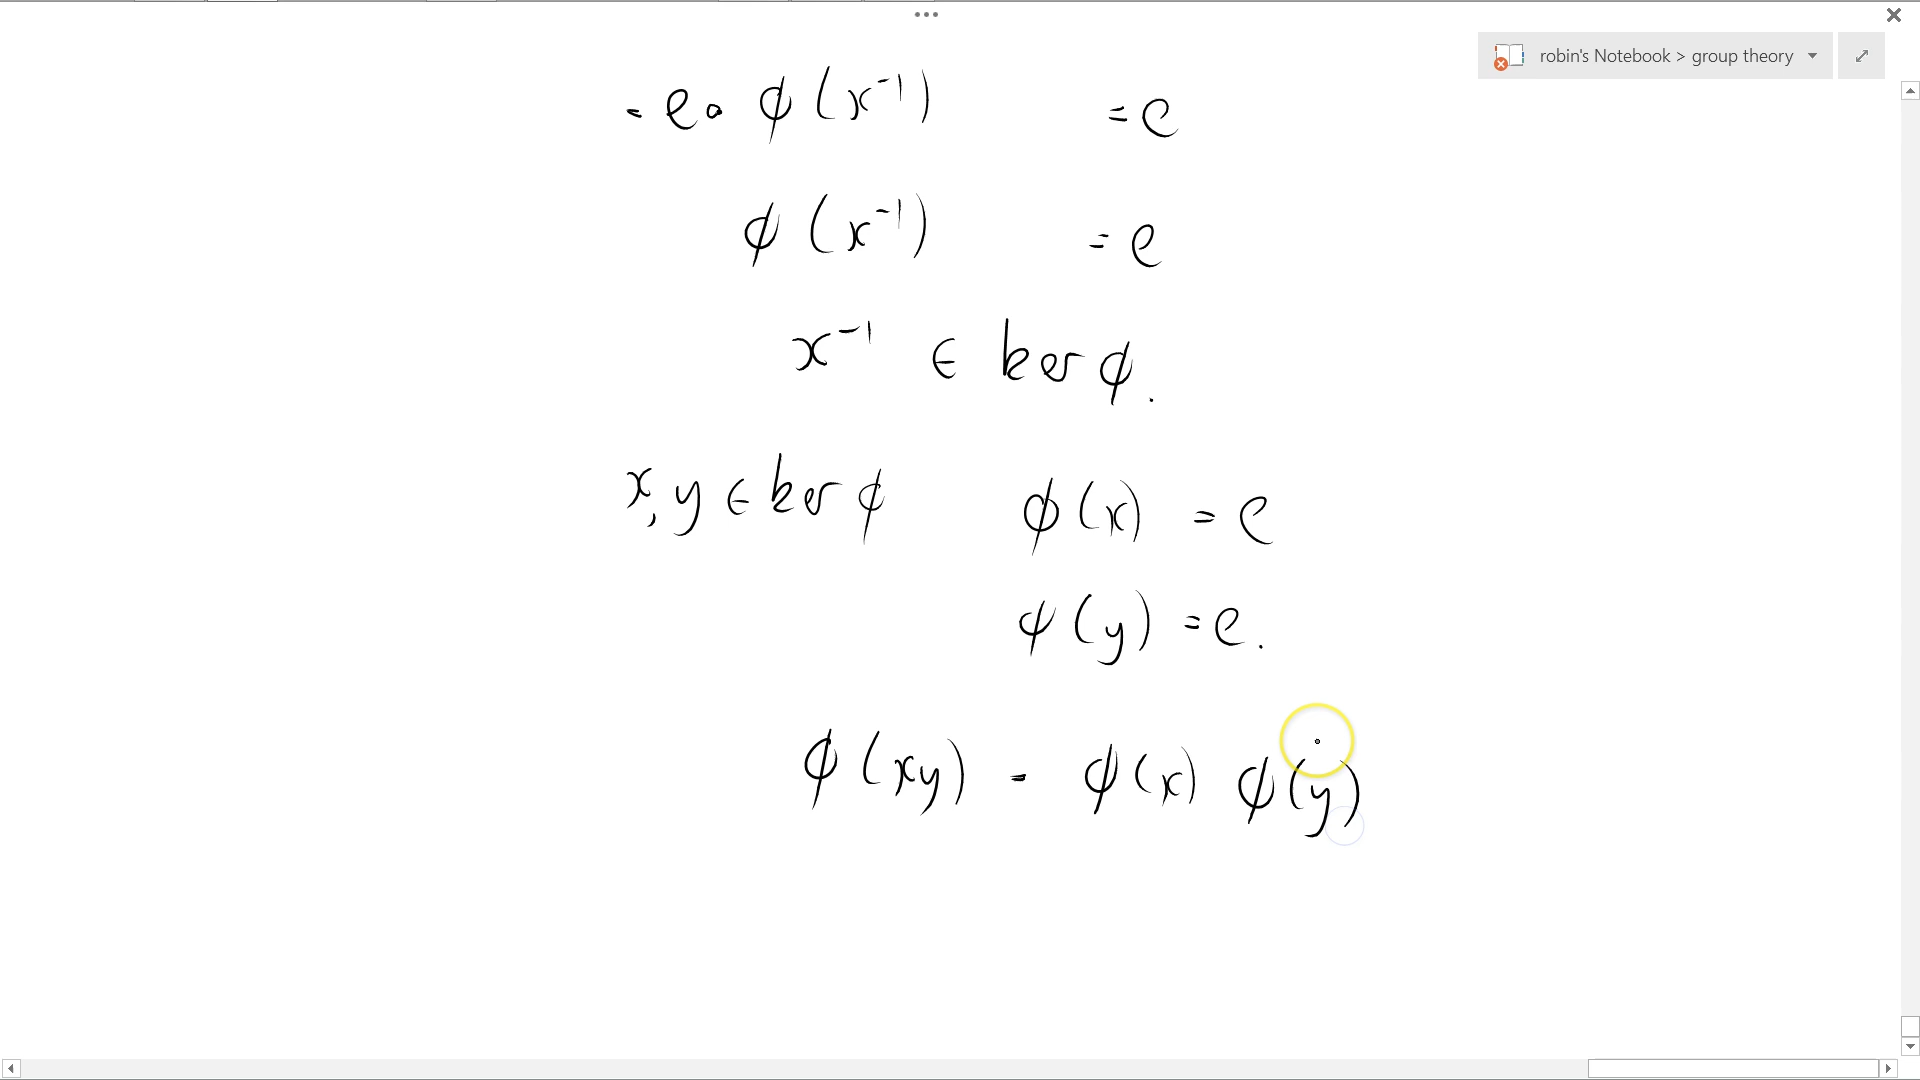 robin's Notebook > group theory
= e∘ φ(x⁻¹) = e
φ(x⁻¹) = e
x⁻¹ ∈ ker φ.
x, y ∈ ker φ φ(x) = e
φ(y) = e.
φ(xy) = φ(x) φ(y)